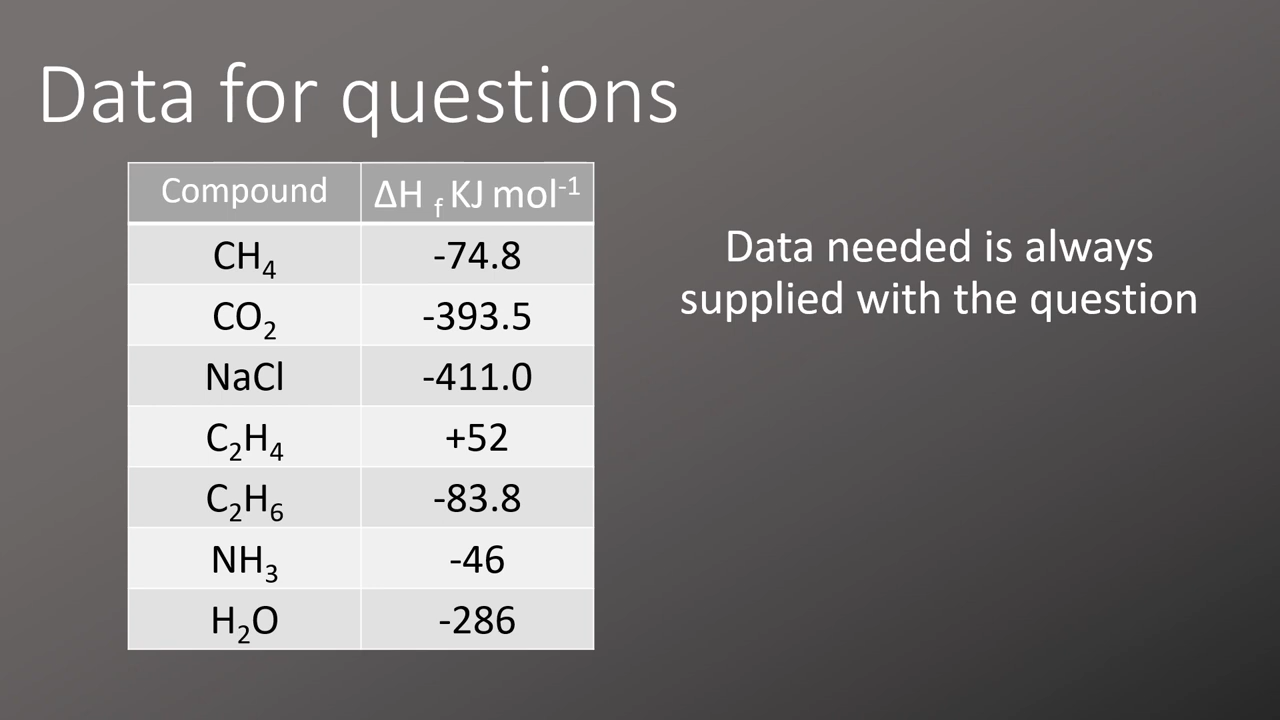 Data for questions
Compound ΔH f KJ mol-1
CH4 -74.8
CO2 -393.5
NaCl -411.0
C2H4 +52
C2H6 -83.8
NH3 -46
H2O -286
Data needed is always
supplied with the question